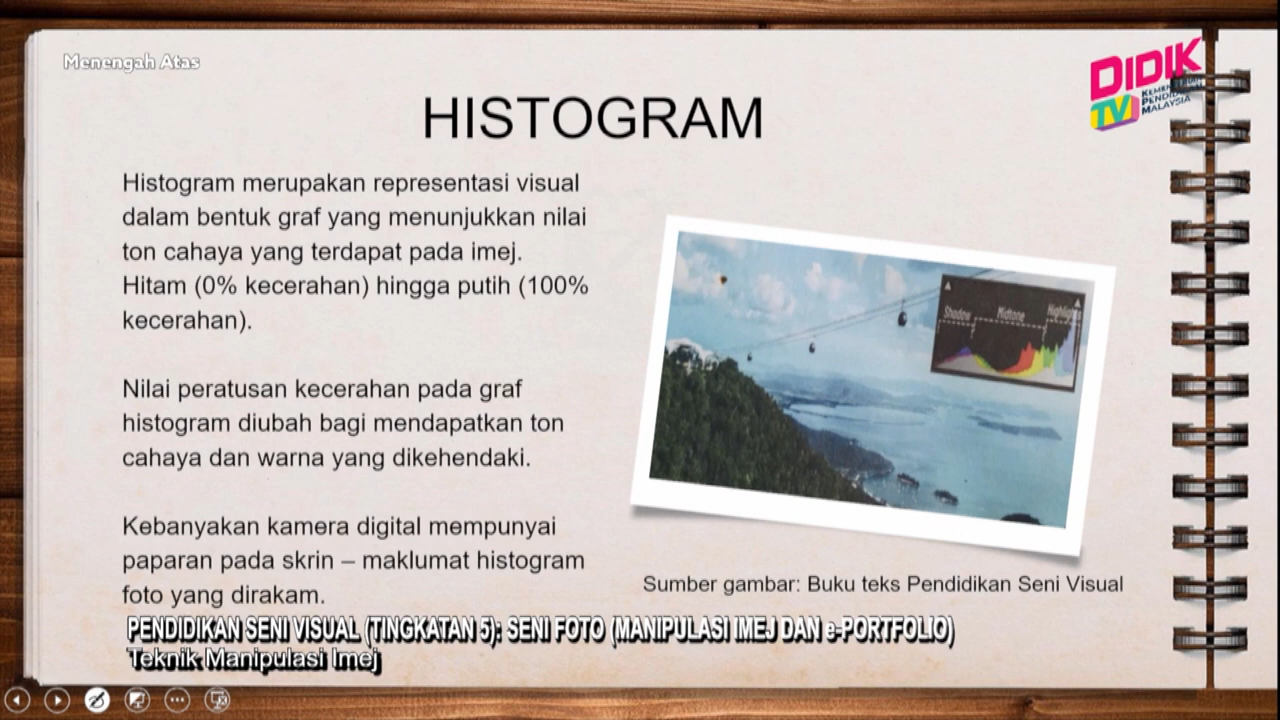 Menengah Atas
DIDIK
TV
KEMENTERIAN
PENDIDIKAN
MALAYSIA
HISTOGRAM
Histogram merupakan representasi visual
dalam bentuk graf yang menunjukkan nilai
ton cahaya yang terdapat pada imej.
Hitam (0% kecerahan) hingga putih (100%
kecerahan).
Nilai peratusan kecerahan pada graf
histogram diubah bagi mendapatkan ton
cahaya dan warna yang dikehendaki.
Kebanyakan kamera digital mempunyai
paparan pada skrin – maklumat histogram
foto yang dirakam.
Shadow Midtone Highlights
Sumber gambar: Buku teks Pendidikan Seni Visual
PENDIDIKAN SENI VISUAL (TINGKATAN 5): SENI FOTO (MANIPULASI IMEJ DAN e-PORTFOLIO)
Teknik Manipulasi Imej